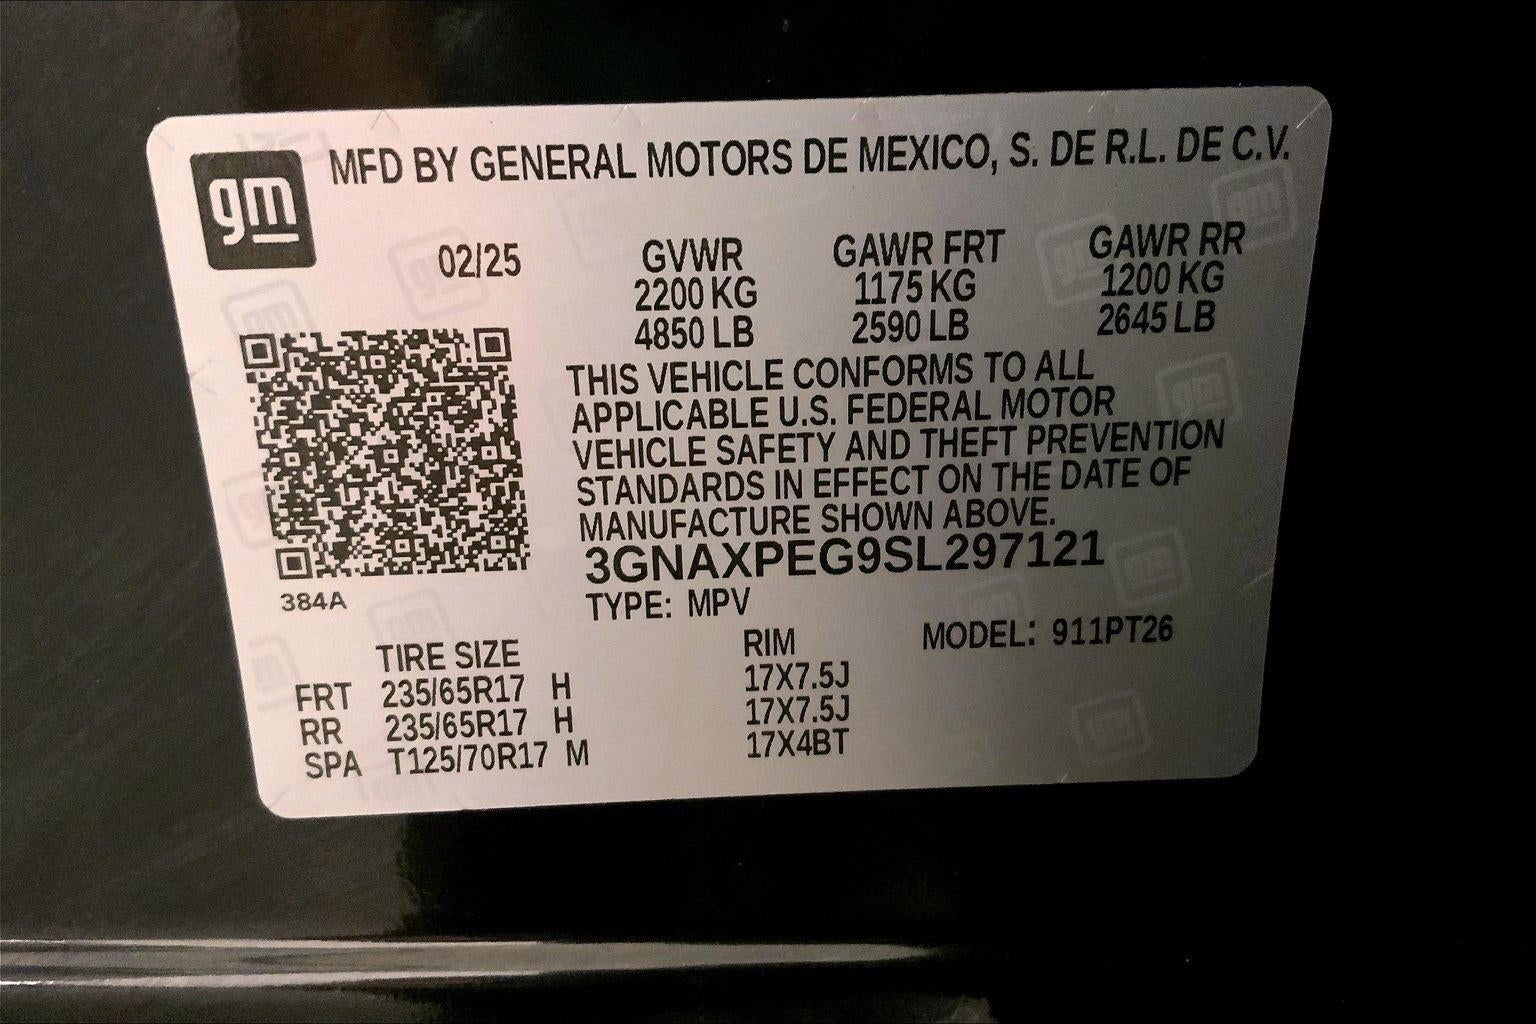 gm
MFD BY GENERAL MOTORS DE MEXICO, S. DE R.L. DE C.V.
02/25 GVWR GAWR FRT GAWR RR
2200 KG 1175 KG 1200 KG
4850 LB 2590 LB 2645 LB
THIS VEHICLE CONFORMS TO ALL
APPLICABLE U.S. FEDERAL MOTOR
VEHICLE SAFETY AND THEFT PREVENTION
STANDARDS IN EFFECT ON THE DATE OF
MANUFACTURE SHOWN ABOVE.
3GNAXPEG9SL297121
384A
TYPE: MPV
MODEL: 911PT26
TIRE SIZE RIM
FRT 235/65R17 H 17X7.5J
RR 235/65R17 H 17X7.5J
SPA T125/70R17 M 17X4BT